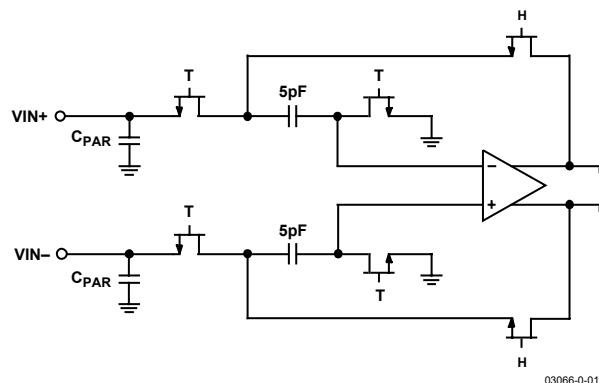 H
T
5pF
T
VIN+
CPAR
−
+
T
5pF
VIN–
CPAR
T
H
03066-0-01